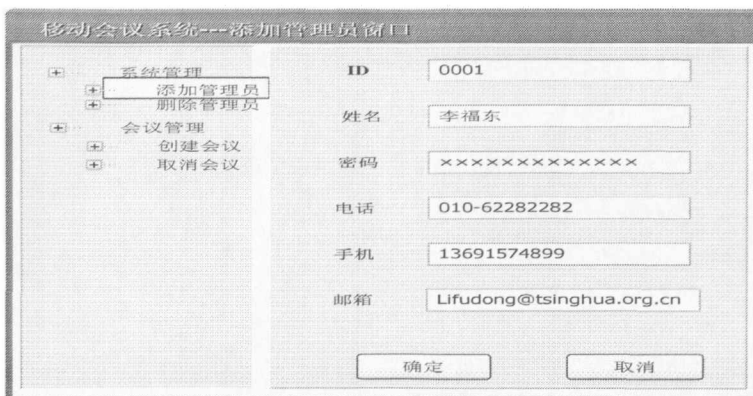 移动会议系统---添加管理员窗口
系统管理
添加管理员
删除管理员
会议管理
创建会议
取消会议
ID 0001
姓名 李福东
密码 ×××××××××××××
电话 010-62282282
手机 13691574899
邮箱 Lifudong@tsinghua.org.cn
确定 取消